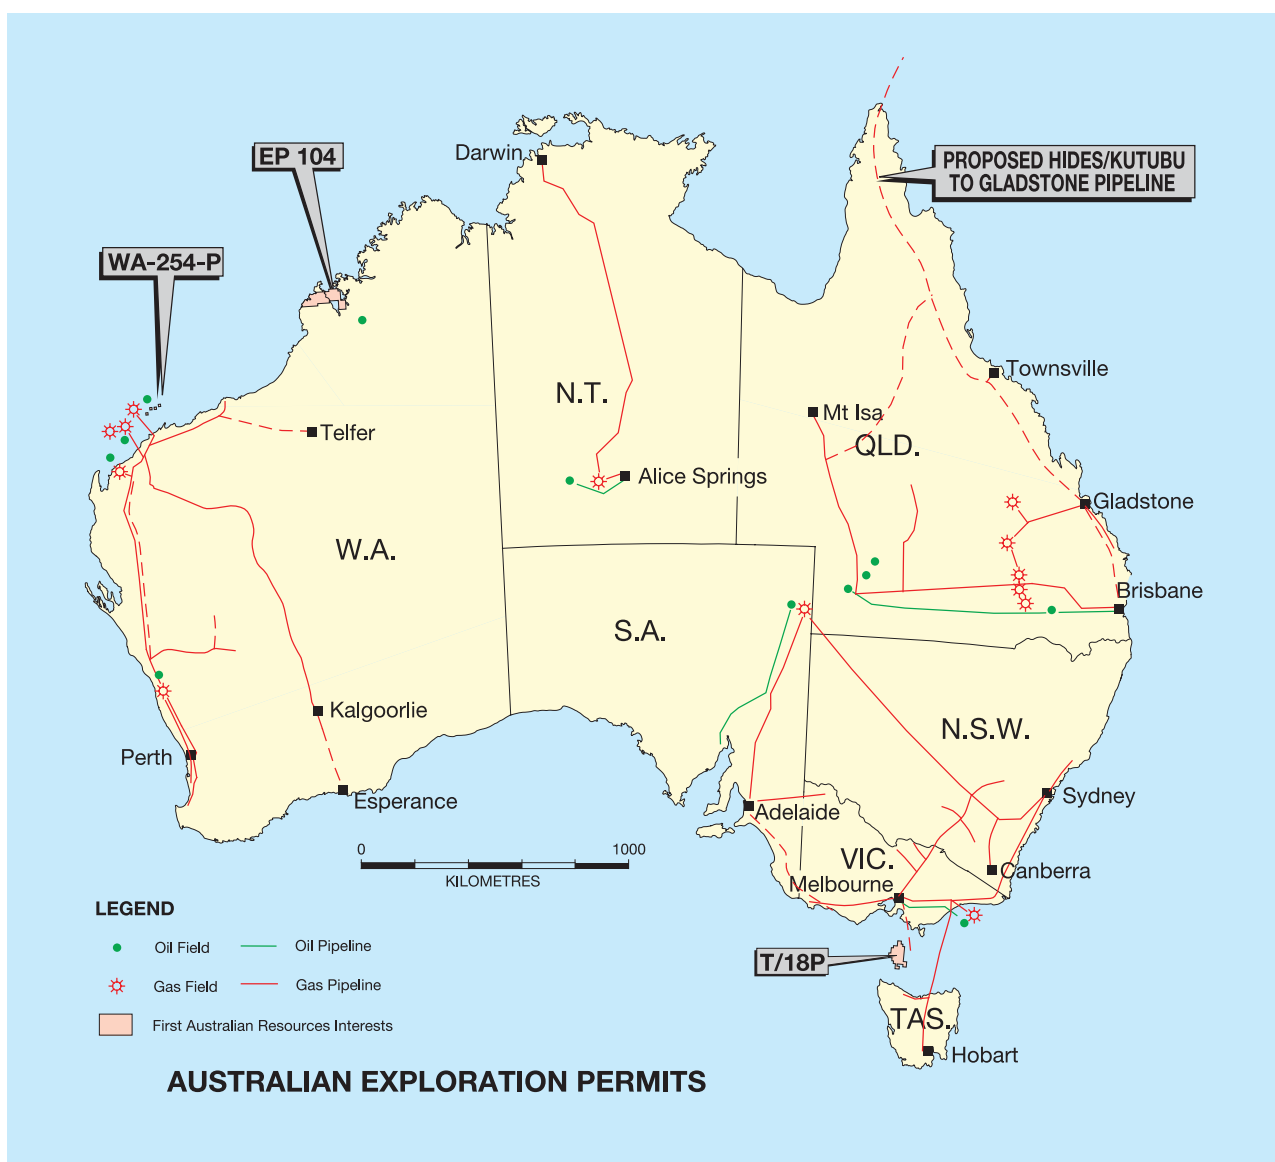 EP 104
Darwin
PROPOSED HIDES/KUTUBU
TO GLADSTONE PIPELINE
WA-254-P
Townsville
N.T.
Mt Isa
Telfer
QLD.
Alice Springs
Gladstone
W.A.
Brisbane
S.A.
Kalgoorlie
N.S.W.
Perth
Esperance
Sydney
Adelaide
0
1000
KILOMETRES
VIC.
Canberra
Melbourne
LEGEND
Oil Field
Oil Pipeline
T/18P
Gas Field
Gas Pipeline
TAS.
First Australian Resources Interests
Hobart
AUSTRALIAN EXPLORATION PERMITS